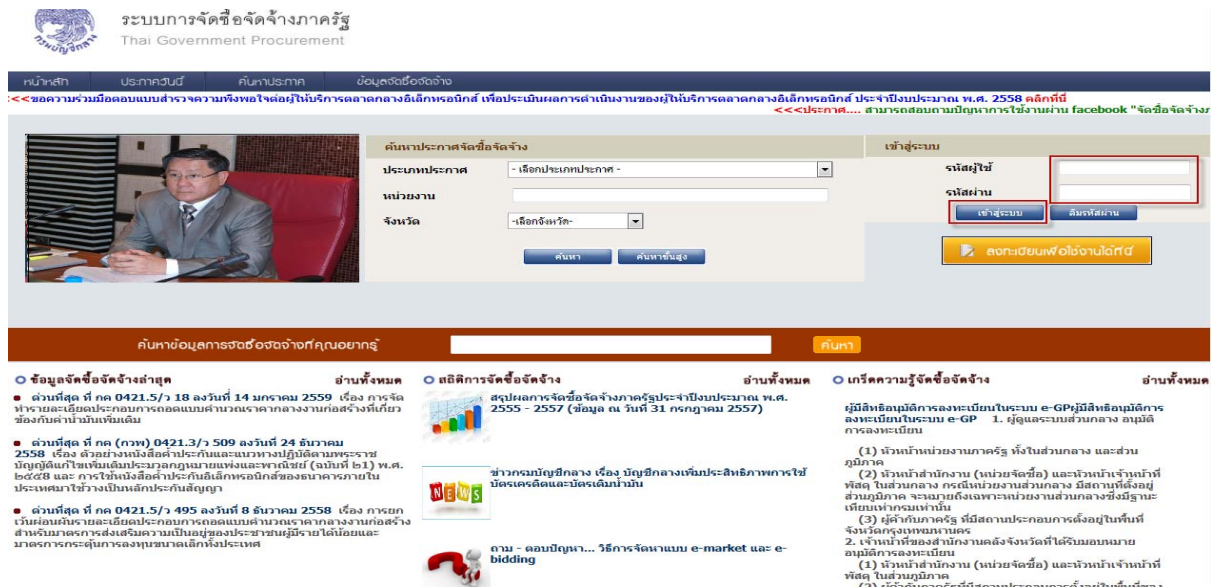 กรมบัญชีกลาง
ระบบการจัดซื้อจัดจ้างภาครัฐ
Thai Government Procurement
หน้าหลัก ประกาศวันนี้ ค้นหาประกาศ ข้อมูลจัดซื้อจัดจ้าง
<<ขอความร่วมมือตอบแบบสำรวจความพึงพอใจต่อผู้ให้บริการตลาดกลางอิเล็กทรอนิกส์ เพื่อประเมินผลการดำเนินงานของผู้ให้บริการตลาดกลางอิเล็กทรอนิกส์ ประจำปีงบประมาณ พ.ศ. 2558 คลิกที่นี่
<<<ประกาศ.... สามารถสอบถามปัญหาการใช้งานผ่าน facebook "จัดซื้อจัดจ้างภ
ค้นหาประกาศจัดซื้อจัดจ้าง
ประเภทประกาศ - เลือกประเภทประกาศ -
หน่วยงาน
จังหวัด -เลือกจังหวัด-
ค้นหา ค้นหาขั้นสูง
เข้าสู่ระบบ
รหัสผู้ใช้
รหัสผ่าน
เข้าสู่ระบบ ลืมรหัสผ่าน
ลงทะเบียนเพื่อใช้งานได้ที่นี่
ค้นหาข้อมูลการจัดซื้อจัดจ้างที่คุณอยากรู้ ค้นหา
ข้อมูลจัดซื้อจัดจ้างล่าสุด อ่านทั้งหมด
ด่วนที่สุด ที่ กค 0421.5/ว 18 ลงวันที่ 14 มกราคม 2559 เรื่อง การจัด
ทำรายละเอียดประกอบการถอดแบบคำนวณราคากลางงานก่อสร้างที่เกี่ยว
ข้องกับค่าน้ำมันเพิ่มเติม
ด่วนที่สุด ที่ กค (กวพ) 0421.3/ว 509 ลงวันที่ 24 ธันวาคม
2558 เรื่อง ตัวอย่างหนังสือค้ำประกันและแนวทางปฏิบัติตามพระราช
บัญญัติแก้ไขเพิ่มเติมประมวลกฎหมายแพ่งและพาณิชย์ (ฉบับที่ ๒๑) พ.ศ.
๒๕๕๘ และ การใช้หนังสือค้ำประกันอิเล็กทรอนิกส์ของธนาคารภายใน
ประเทศมาใช้วางเป็นหลักประกันสัญญา
ด่วนที่สุด ที่ กค 0421.5/ว 495 ลงวันที่ 8 ธันวาคม 2558 เรื่อง การยก
เว้นผ่อนผันรายละเอียดประกอบการถอดแบบคำนวณราคากลางงานก่อสร้าง
สำหรับมาตรการส่งเสริมความเป็นอยู่ของประชาชนผู้มีรายได้น้อยและ
มาตรการกระตุ้นการลงทุนขนาดเล็กทั่วประเทศ
สถิติการจัดซื้อจัดจ้าง อ่านทั้งหมด
สรุปผลการจัดซื้อจัดจ้างภาครัฐประจำปีงบประมาณ พ.ศ.
2555 - 2557 (ข้อมูล ณ วันที่ 31 กรกฎาคม 2557)
NEWS
ข่าวกรมบัญชีกลาง เรื่อง บัญชีกลางเพิ่มประสิทธิภาพการใช้
บัตรเครดิตและบัตรเติมน้ำมัน
ถาม - ตอบปัญหา... วิธีการจัดหาแบบ e-market และ e-
bidding
เกร็ดความรู้จัดซื้อจัดจ้าง อ่านทั้งหมด
ผู้มีสิทธิอนุมัติการลงทะเบียนในระบบ e-GPผู้มีสิทธิอนุมัติการ
ลงทะเบียนในระบบ e-GP 1. ผู้ดูแลระบบส่วนกลาง อนุมัติ
การลงทะเบียน
(1) หัวหน้าหน่วยงานภาครัฐ ทั้งในส่วนกลาง และส่วน
ภูมิภาค
(2) หัวหน้าสำนักงาน (หน่วยจัดซื้อ) และหัวหน้าเจ้าหน้าที่
พัสดุ ในส่วนกลาง กรณีหน่วยงานส่วนกลาง มีสถานที่ตั้งอยู่
ส่วนภูมิภาค จะหมายถึงเฉพาะหน่วยงานส่วนกลางซึ่งมีฐานะ
เทียบเท่ากรมเท่านั้น
(3) ผู้ค้ากับภาครัฐ ที่มีสถานประกอบการตั้งอยู่ในพื้นที่
จังหวัดกรุงเทพมหานคร
2. เจ้าหน้าที่ของสำนักงานคลังจังหวัดที่ได้รับมอบหมาย
อนุมัติการลงทะเบียน
(1) หัวหน้าสำนักงาน (หน่วยจัดซื้อ) และหัวหน้าเจ้าหน้าที่
พัสดุ ในส่วนภูมิภาค
(2) ผู้ค้ากับภาครัฐที่มีสถานประกอบการตั้งอยู่ในพื้นที่ของ